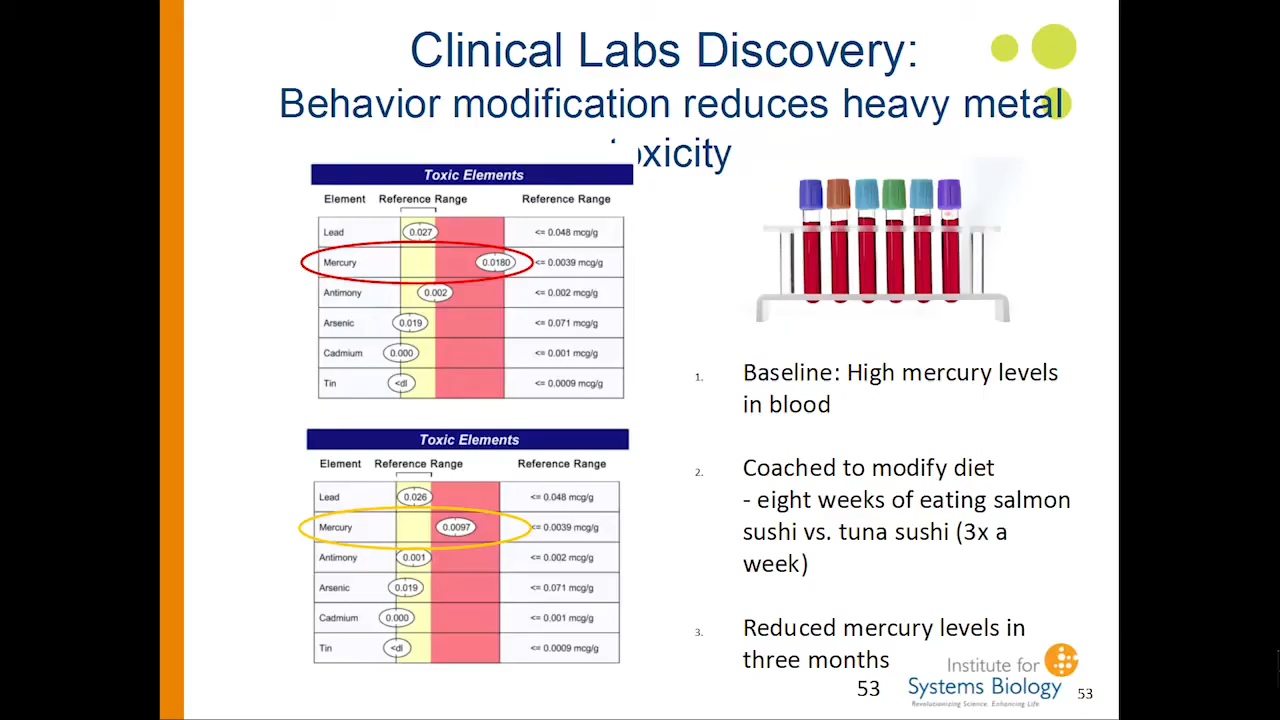 Clinical Labs Discovery:
Behavior modification reduces heavy metal
oxicity
Toxic Elements
Element Reference Range Reference Range
Lead 0.027 <= 0.048 mcg/g
Mercury 0.0180 <= 0.0039 mcg/g
Antimony 0.002 <= 0.002 mcg/g
Arsenic 0.019 <= 0.071 mcg/g
Cadmium 0.000 <= 0.001 mcg/g
Tin <dl <= 0.0009 mcg/g
Toxic Elements
Element Reference Range Reference Range
Lead 0.026 <= 0.048 mcg/g
Mercury 0.0097 <= 0.0039 mcg/g
Antimony 0.001 <= 0.002 mcg/g
Arsenic 0.019 <= 0.071 mcg/g
Cadmium 0.000 <= 0.001 mcg/g
Tin <dl <= 0.0009 mcg/g
1. Baseline: High mercury levels
in blood
2. Coached to modify diet
- eight weeks of eating salmon
sushi vs. tuna sushi (3x a
week)
3. Reduced mercury levels in
three months
53
Institute for
Systems Biology
Revolutionizing Science. Enhancing Life.
53